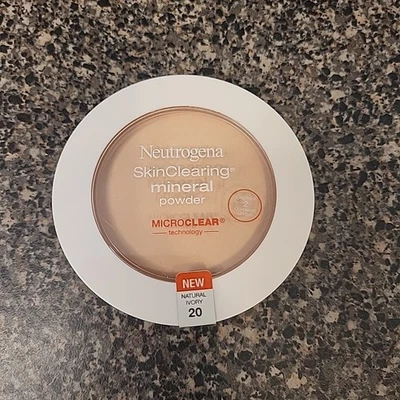 Neutrogena
SkinClearing®
mineral
powder
MICROCLEAR®
technology
NEW
NATURAL
IVORY
20